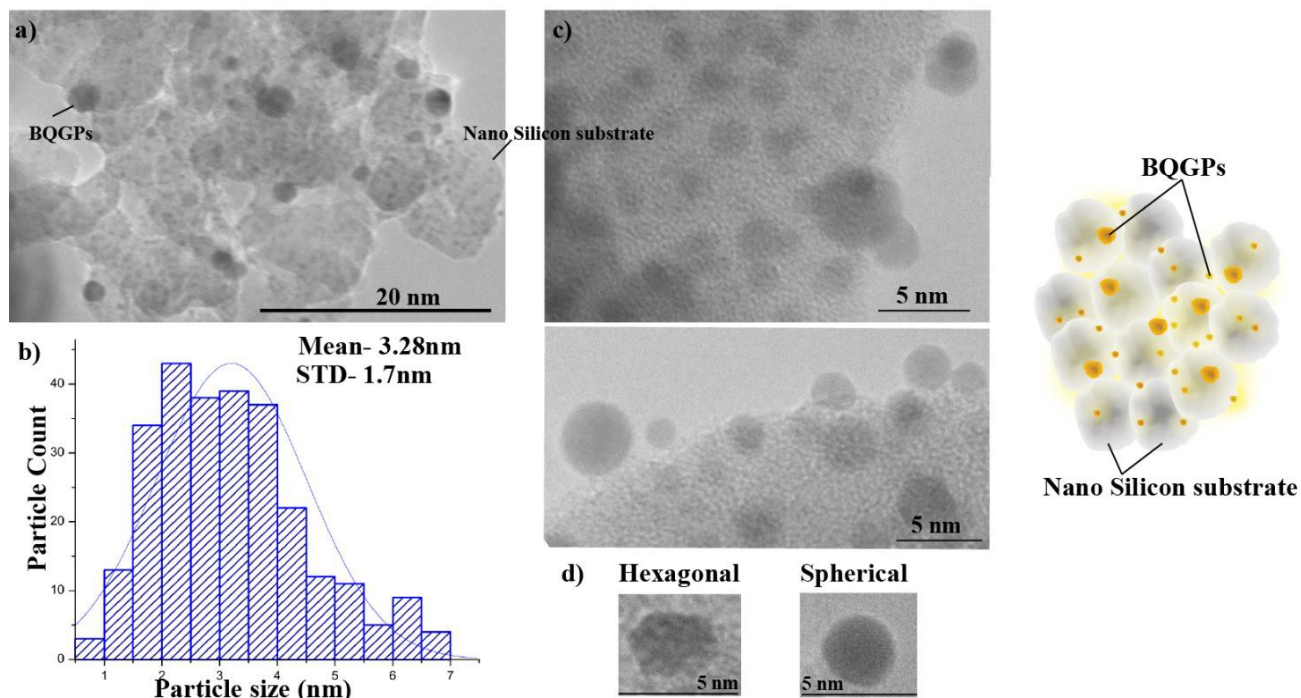 a)
BQGPs
Nano Silicon substrate
20 nm
b)
Mean- 3.28nm
STD- 1.7nm
Particle Count
40
30
20
10
0
1 2 3 4 5 6 7
Particle size (nm)
c)
5 nm
5 nm
d) Hexagonal Spherical
5 nm 5 nm
BQGPs
Nano Silicon substrate